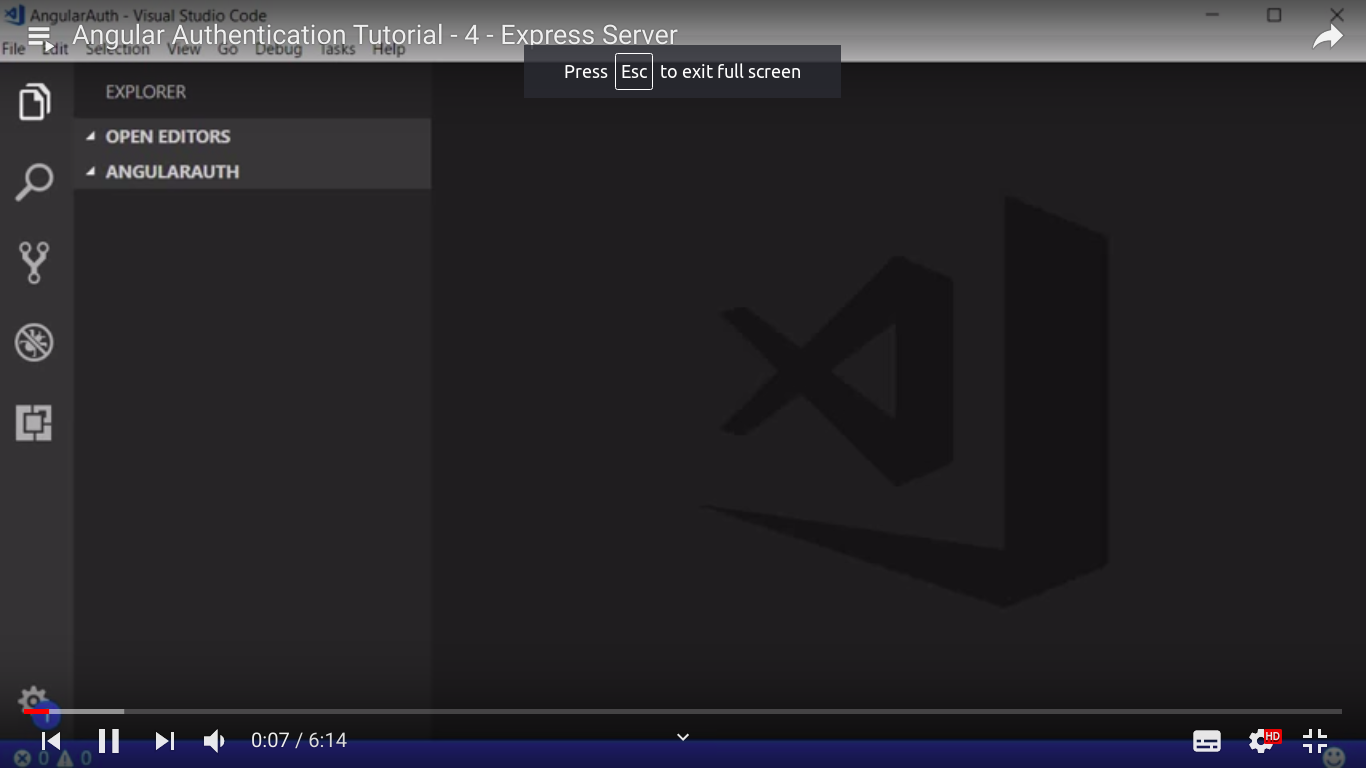 AngularAuth - Visual Studio Code
Angular Authentication Tutorial - 4 - Express Server
File Edit Selection View Go Debug Tasks Help
Press Esc to exit full screen
EXPLORER
OPEN EDITORS
ANGULARAUTH
1
0:07 / 6:14
HD
0 0